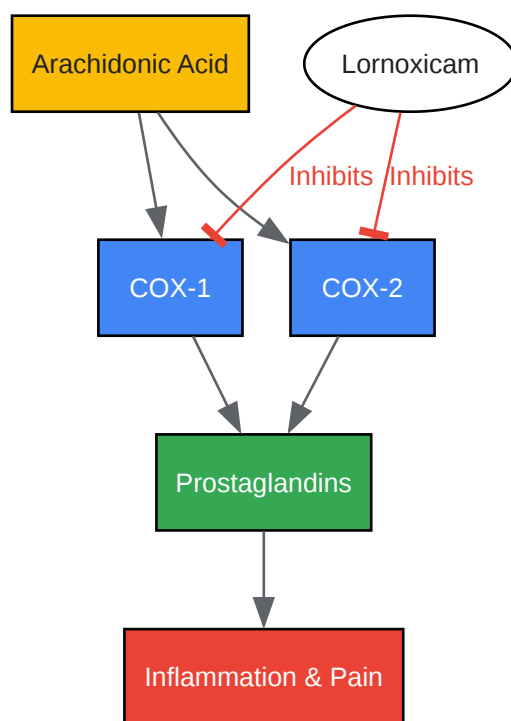 Arachidonic Acid
Lornoxicam
Inhibits
Inhibits
COX-1
COX-2
Prostaglandins
Inflammation & Pain